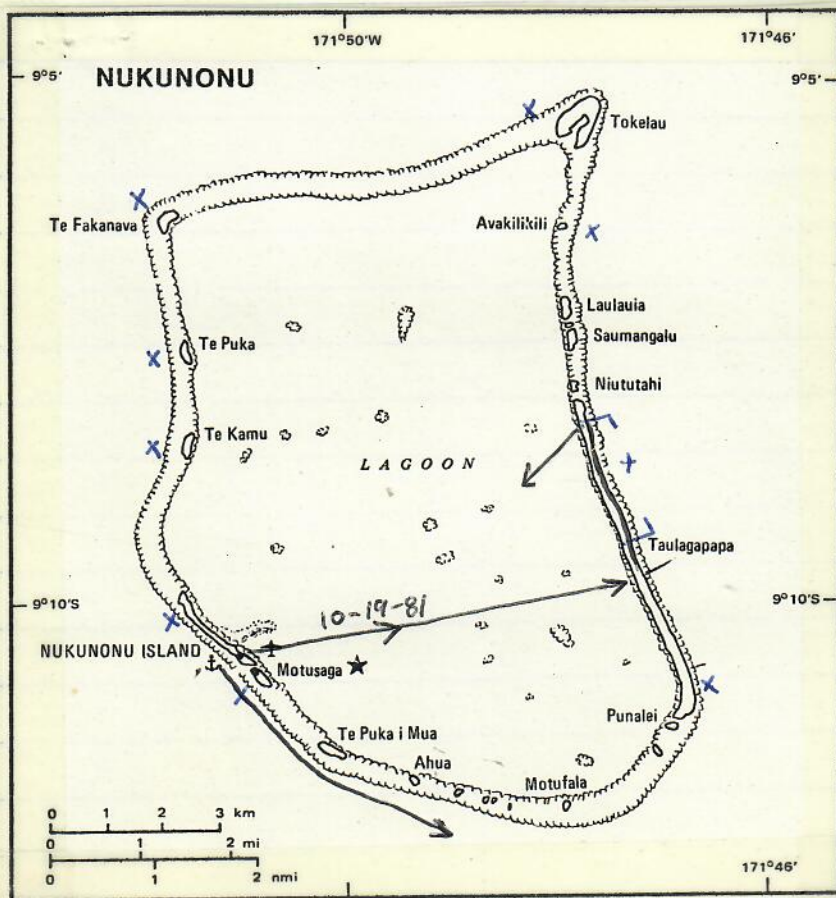 171°50'W
171°46'
9°5'
NUKUNONU
9°5'
Tokelau
Te Fakanava
Avakilikili
Laulauia
Saumangalu
Te Puka
Niututahi
Te Kamu
LAGOON
Taulagapapa
9°10'S
10-19-81
9°10'S
NUKUNONU ISLAND
Motusaga
Punalei
Te Puka i Mua
Ahua
Motufala
0 1 2 3 km
0 1 2 mi
0 1 2 nmi
171°46'